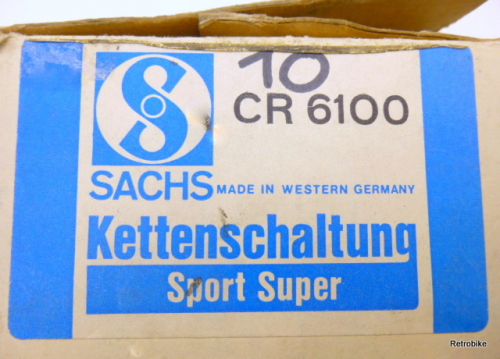 10
CR 6100
S
SACHS MADE IN WESTERN GERMANY
Kettenschaltung
Sport Super
Retrobike